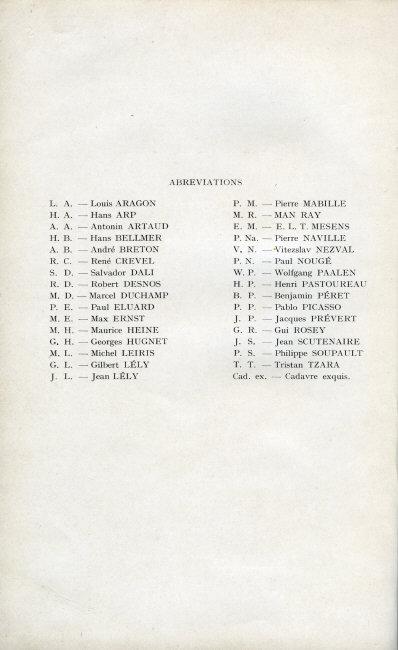 ABREVIATIONS
L. A. — Louis ARAGON
H. A. — Hans ARP
A. A. — Antonin ARTAUD
H. B. — Hans BELLMER
A. B. — André BRETON
R. C. — René CREVEL
S. D. — Salvador DALI
R. D. — Robert DESNOS
M. D. — Marcel DUCHAMP
P. E. — Paul ELUARD
M. E. — Max ERNST
M. H. — Maurice HEINE
G. H. — Georges HUGNET
M. L. — Michel LEIRIS
G. L. — Gilbert LÉLY
J. L. — Jean LÉLY
P. M. — Pierre MABILLE
M. R. — MAN RAY
E. M. — E. L. T. MESENS
P. Na. — Pierre NAVILLE
V. N. — Vitezslav NEZVAL
P. N. — Paul NOUGÉ
W. P. — Wolfgang PAALEN
H. P. — Henri PASTOUREAU
B. P. — Benjamin PÉRET
P. P. — Pablo PICASSO
J. P. — Jacques PRÉVERT
G. R. — Gui ROSEY
J. S. — Jean SCUTENAIRE
P. S. — Philippe SOUPAULT
T. T. — Tristan TZARA
Cad. ex. — Cadavre exquis.